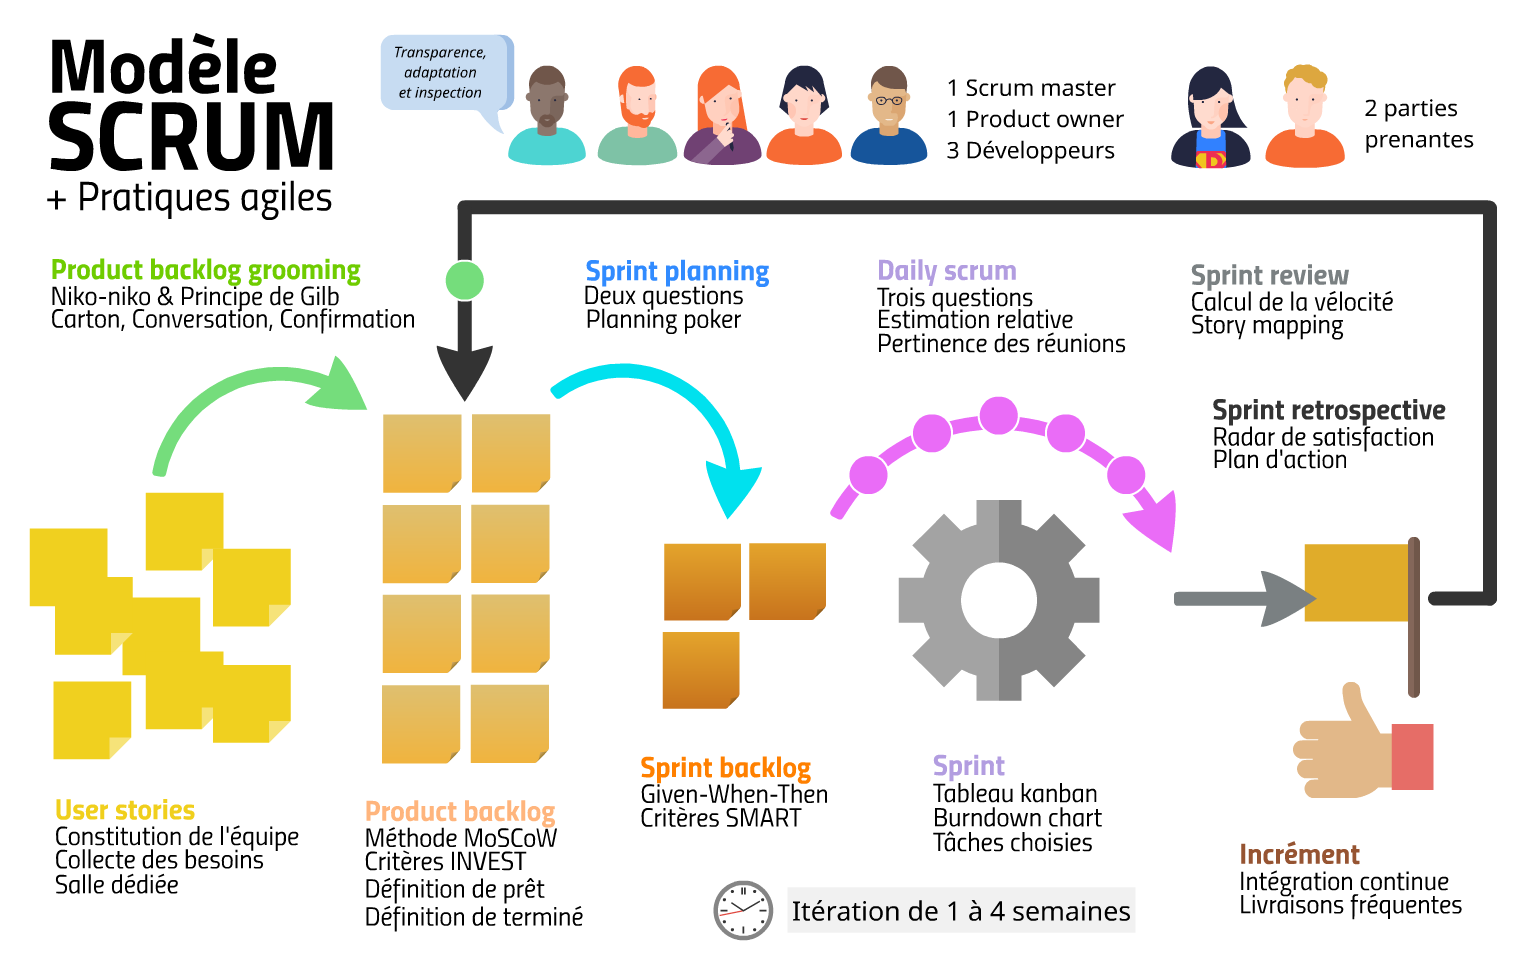 Modèle
SCRUM
+ Pratiques agiles
Transparence,
adaptation
et inspection
1 Scrum master
1 Product owner
3 Développeurs
2 parties
prenantes
Product backlog grooming
Niko-niko & Principe de Gilb
Carton, Conversation, Confirmation
Sprint planning
Deux questions
Planning poker
Daily scrum
Trois questions
Estimation relative
Pertinence des réunions
Sprint review
Calcul de la vélocité
Story mapping
Sprint retrospective
Radar de satisfaction
Plan d'action
User stories
Constitution de l'équipe
Collecte des besoins
Salle dédiée
Product backlog
Méthode MoSCoW
Critères INVEST
Définition de prêt
Définition de terminé
Sprint backlog
Given-When-Then
Critères SMART
Sprint
Tableau kanban
Burndown chart
Tâches choisies
Incrément
Intégration continue
Livraisons fréquentes
Itération de 1 à 4 semaines